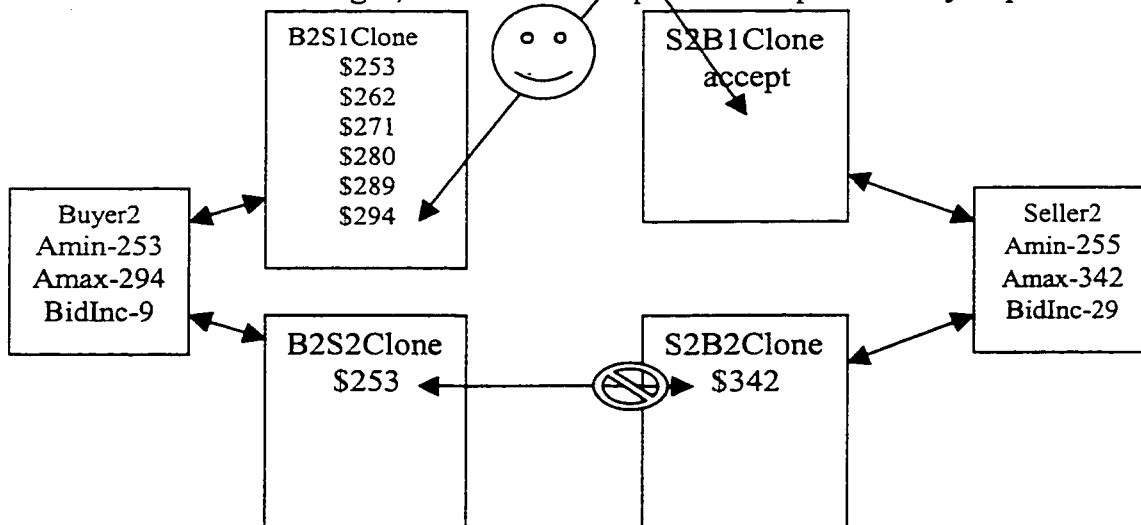 B2S1Clone
$253
$262
$271
$280
$289
$294
S2B1Clone
accept
Buyer2
Amin-253
Amax-294
BidInc-9
Seller2
Amin-255
Amax-342
BidInc-29
B2S2Clone
$253
S2B2Clone
$342